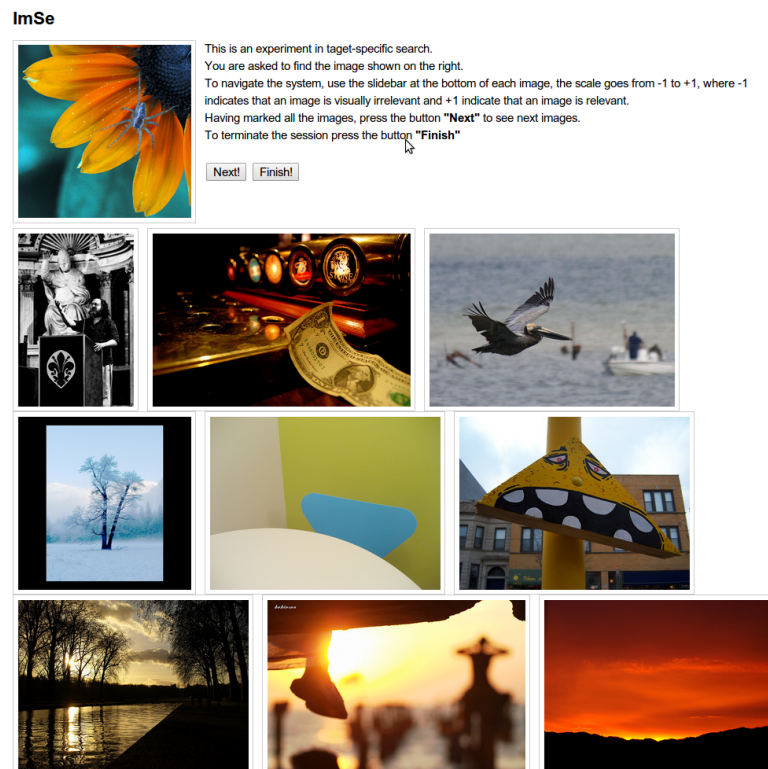 ImSe
This is an experiment in taget-specific search.
You are asked to find the image shown on the right.
To navigate the system, use the slidebar at the bottom of each image, the scale goes from -1 to +1, where -1
indicates that an image is visually irrelevant and +1 indicate that an image is relevant.
Having marked all the images, press the button "Next" to see next images.
To terminate the session press the button "Finish"
Next! Finish!